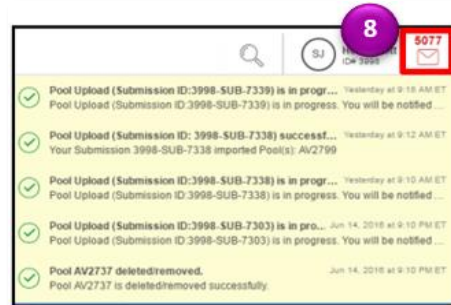 8
5077
SJ
ID# 3998
Pool Upload (Submission ID:3998-SUB-7339) is in progr... Yesterday at 9:16 AM ET
Pool Upload (Submission ID:3998-SUB-7339) is in progress. You will be notified ...
Pool Upload (Submission ID: 3998-SUB-7338) successf... Yesterday at 9:12 AM ET
Your Submission 3998-SUB-7338 imported Pool(s): AV2799
Pool Upload (Submission ID:3998-SUB-7338) is in progr... Yesterday at 9:10 AM ET
Pool Upload (Submission ID:3998-SUB-7338) is in progress. You will be notified ...
Pool Upload (Submission ID:3998-SUB-7303) is in pro... Jun 14, 2016 at 9:10 PM ET
Pool Upload (Submission ID:3998-SUB-7303) is in progress. You will be notified ...
Pool AV2737 deleted/removed. Jun 14, 2016 at 9:10 PM ET
Pool AV2737 is deleted/removed successfully.